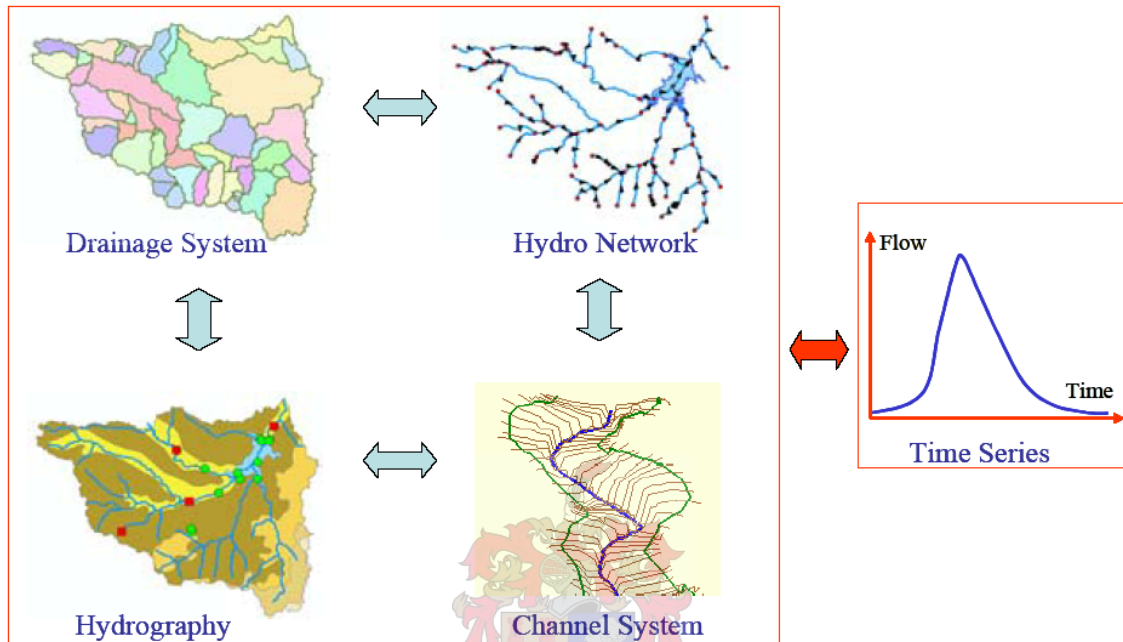 Drainage System
Hydro Network
Flow
Time
Time Series
Hydrography
Channel System